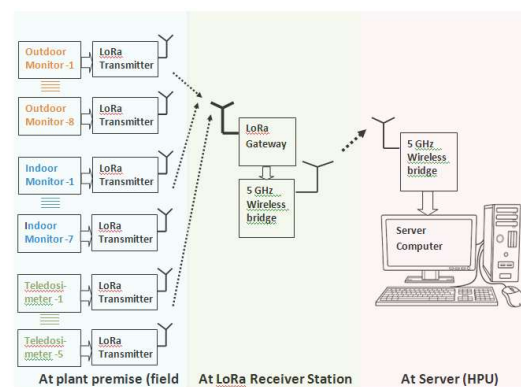 Outdoor
Monitor-1
LoRa
Transmitter
Outdoor
Monitor-8
LoRa
Transmitter
Indoor
Monitor-1
LoRa
Transmitter
Indoor
Monitor-7
LoRa
Transmitter
Teledosi-
meter -1
LoRa
Transmitter
Teledosi-
meter -5
LoRa
Transmitter
At plant premise (field
LoRa
Gateway
5 GHz
Wireless
bridge
At LoRa Receiver Station
5 GHz
Wireless
bridge
Server
Computer
At Server (HPU)